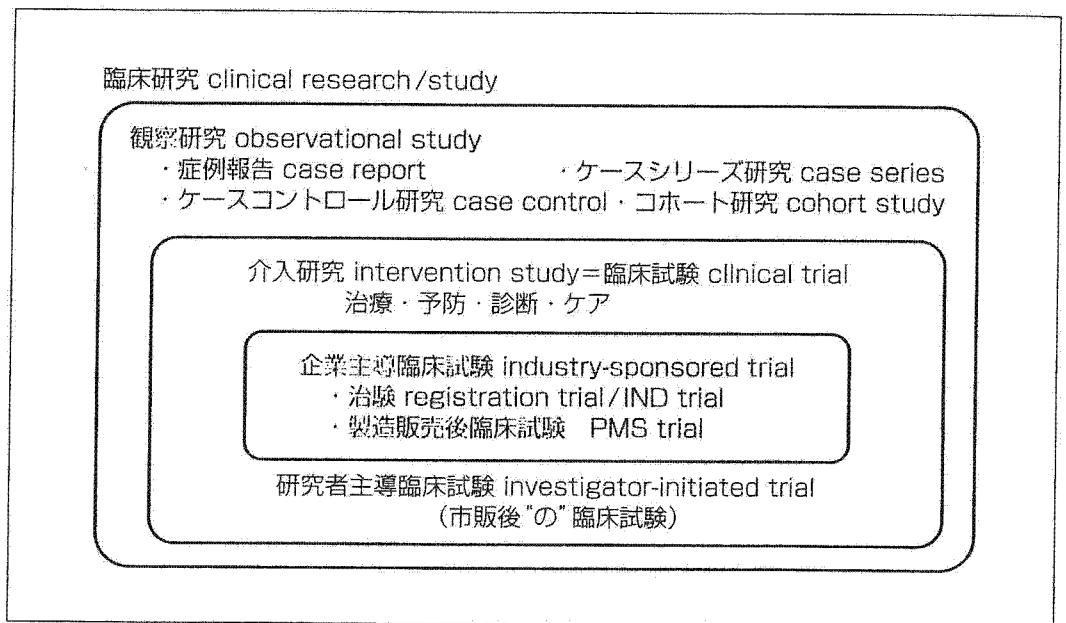 臨床研究 clinical research/study
観察研究 observational study
・症例報告 case report ・ケースシリーズ研究 case series
・ケースコントロール研究 case control・コホート研究 cohort study
介入研究 intervention study=臨床試験 clinical trial
治療・予防・診断・ケア
企業主導臨床試験 industry-sponsored trial
・治験 registration trial/IND trial
・製造販売後臨床試験 PMS trial
研究者主導臨床試験 investigator-initiated trial
(市販後"の"臨床試験)